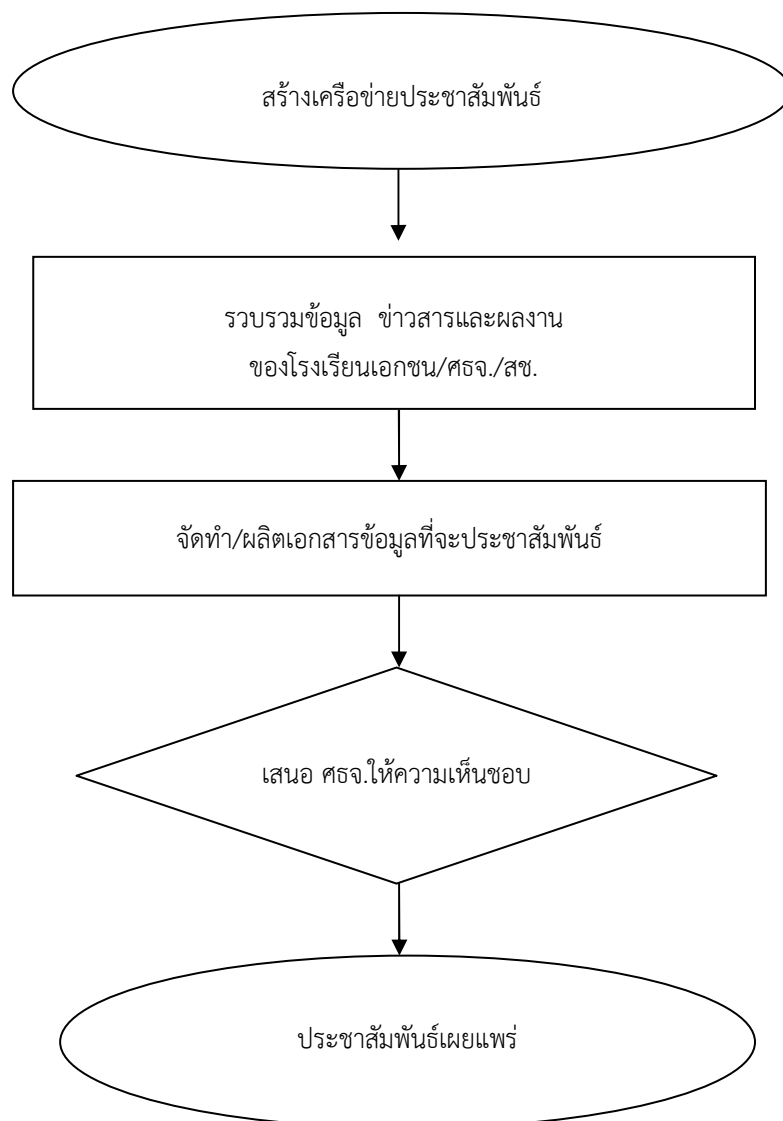 สร้างเครือข่ายประชาสัมพันธ์
รวบรวมข้อมูล ข่าวสารและผลงาน
ของโรงเรียนเอกชน/ศธจ./สช.
จัดทำ/ผลิตเอกสารข้อมูลที่จะประชาสัมพันธ์
เสนอ ศธจ.ให้ความเห็นชอบ
ประชาสัมพันธ์เผยแพร่